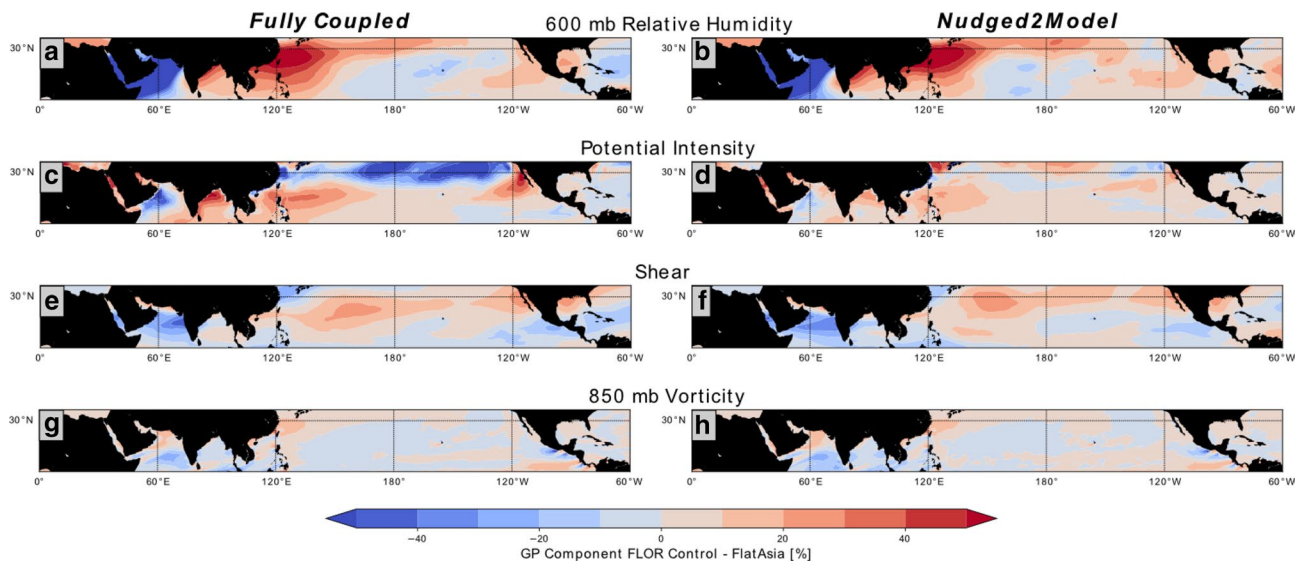 Fully Coupled Nudged2Model
600 mb Relative Humidity
a b
30°N 30°N
0° 60°E 120°E 180° 120°W 60°W 0° 60°E 120°E 180° 120°W 60°W
Potential Intensity
c d
30°N 30°N
0° 60°E 120°E 180° 120°W 60°W 0° 60°E 120°E 180° 120°W 60°W
Shear
e f
30°N 30°N
0° 60°E 120°E 180° 120°W 60°W 0° 60°E 120°E 180° 120°W 60°W
850 mb Vorticity
g h
30°N 30°N
0° 60°E 120°E 180° 120°W 60°W 0° 60°E 120°E 180° 120°W 60°W
−40 −20 0 20 40
GP Component FLOR Control - FlatAsia [%]